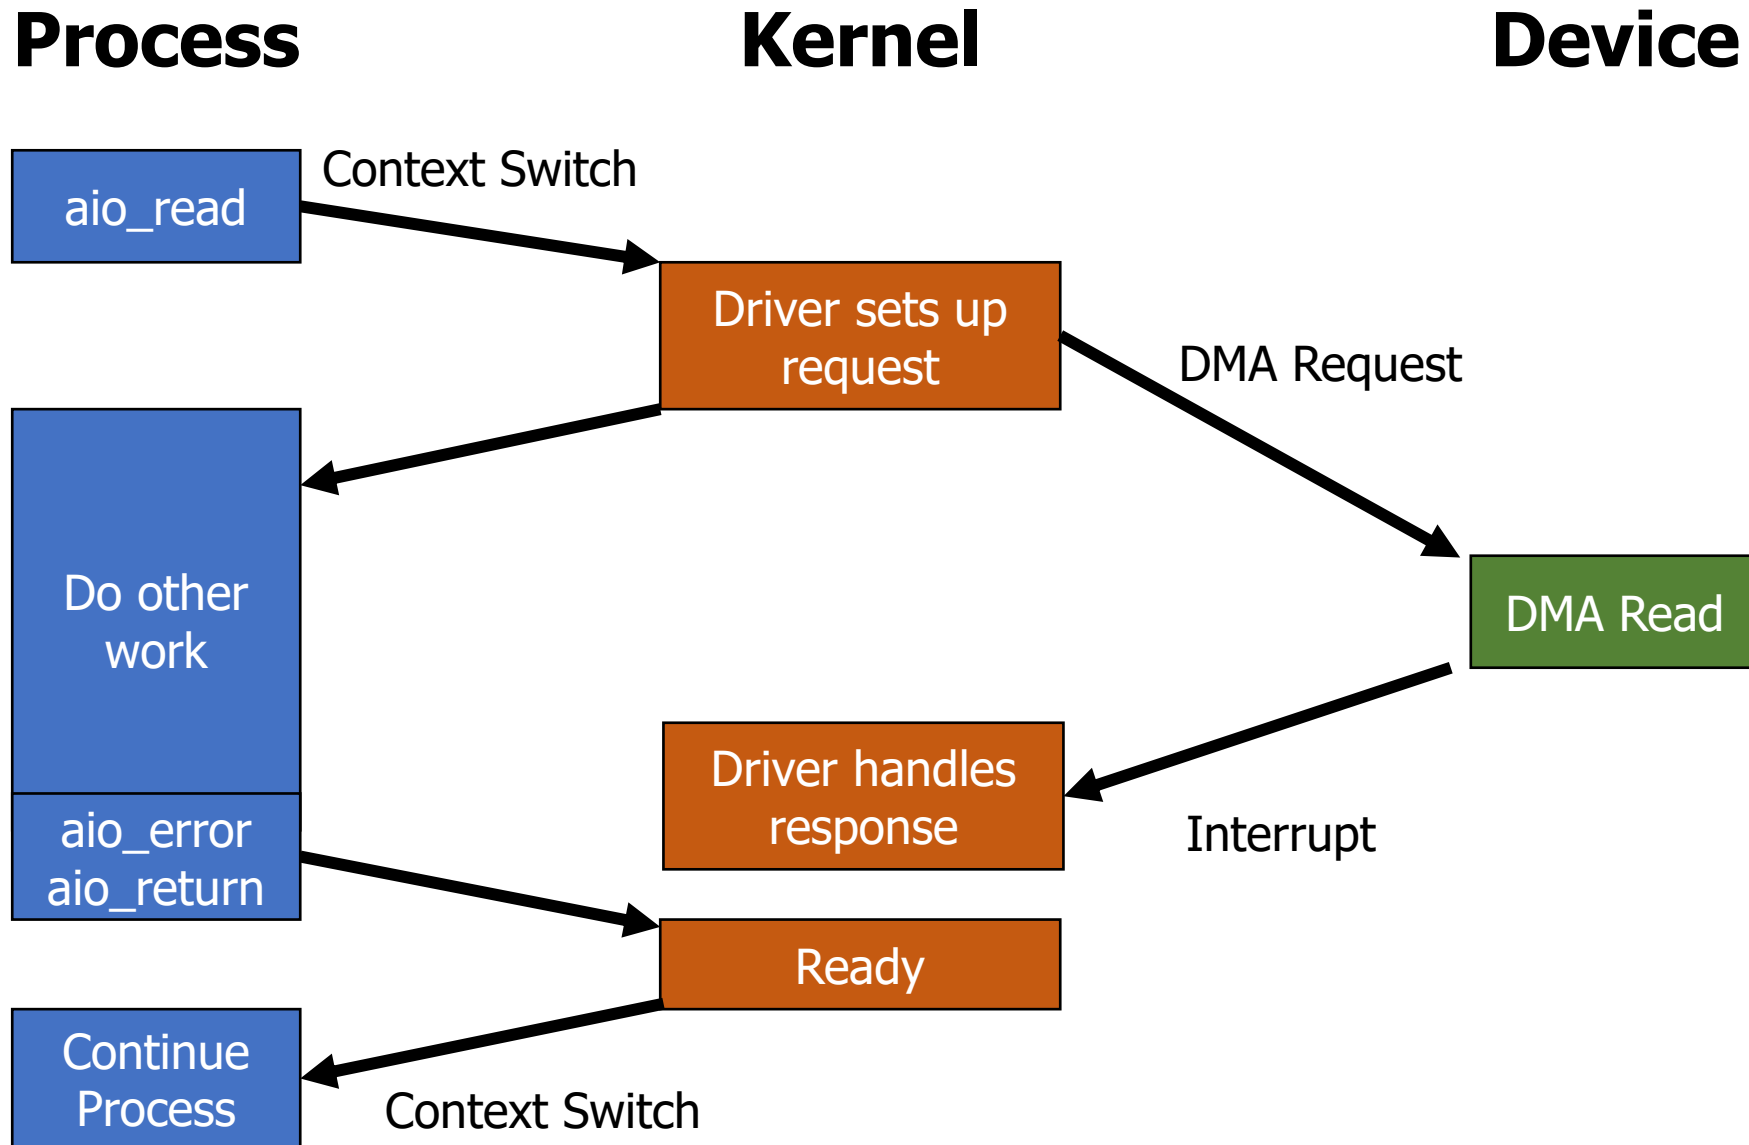 Process
Kernel
Device
Context Switch
aio_read
Driver sets up
request
DMA Request
Do other
work
DMA Read
Driver handles
response
Interrupt
aio_error
aio_return
Ready
Continue
Process
Context Switch